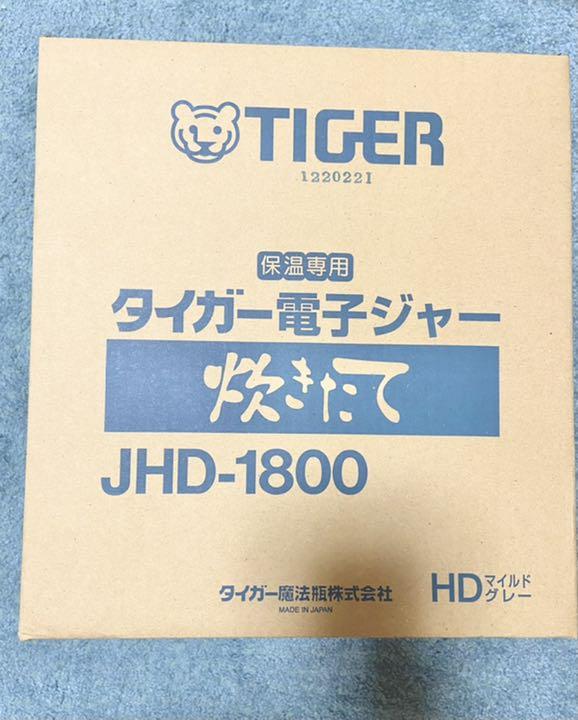 TIGER
1220221
保温専用
タイガー電子ジャー
炊きたて
JHD-1800
タイガー魔法瓶株式会社
MADE IN JAPAN
HD マイルド
グレー